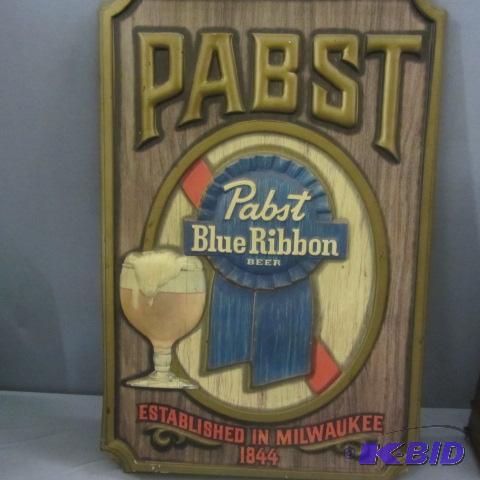 PABST
Pabst
Blue Ribbon
BEER
ESTABLISHED IN MILWAUKEE
1844
K-BID